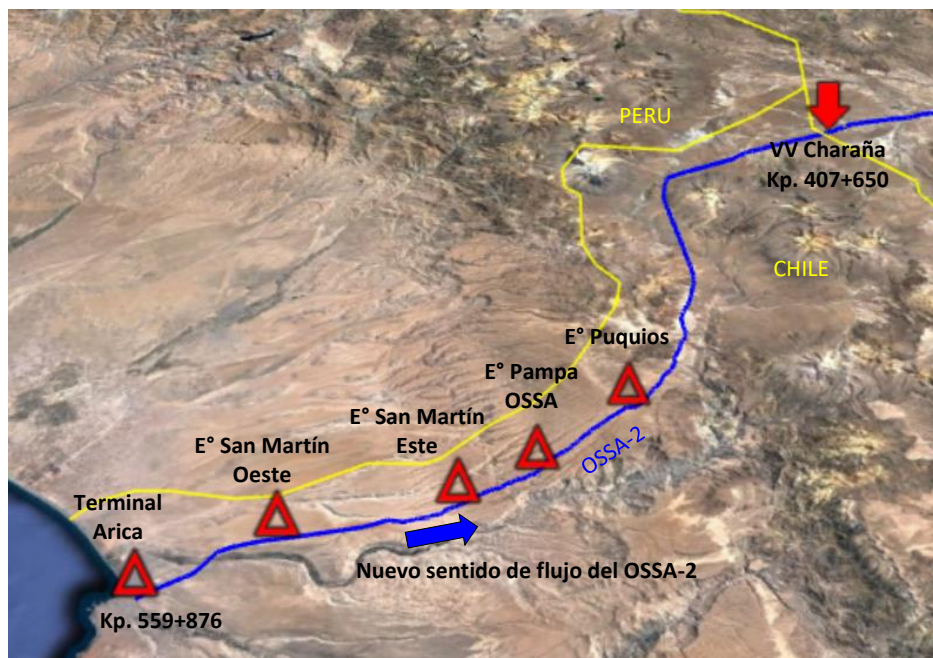 PERU
VV Charaña
Kp. 407+650
CHILE
E° Puquios
E° Pampa
OSSA
E° San Martín
Este
OSSA-2
E° San Martín
Oeste
Terminal
Arica
Nuevo sentido de flujo del OSSA-2
Kp. 559+876